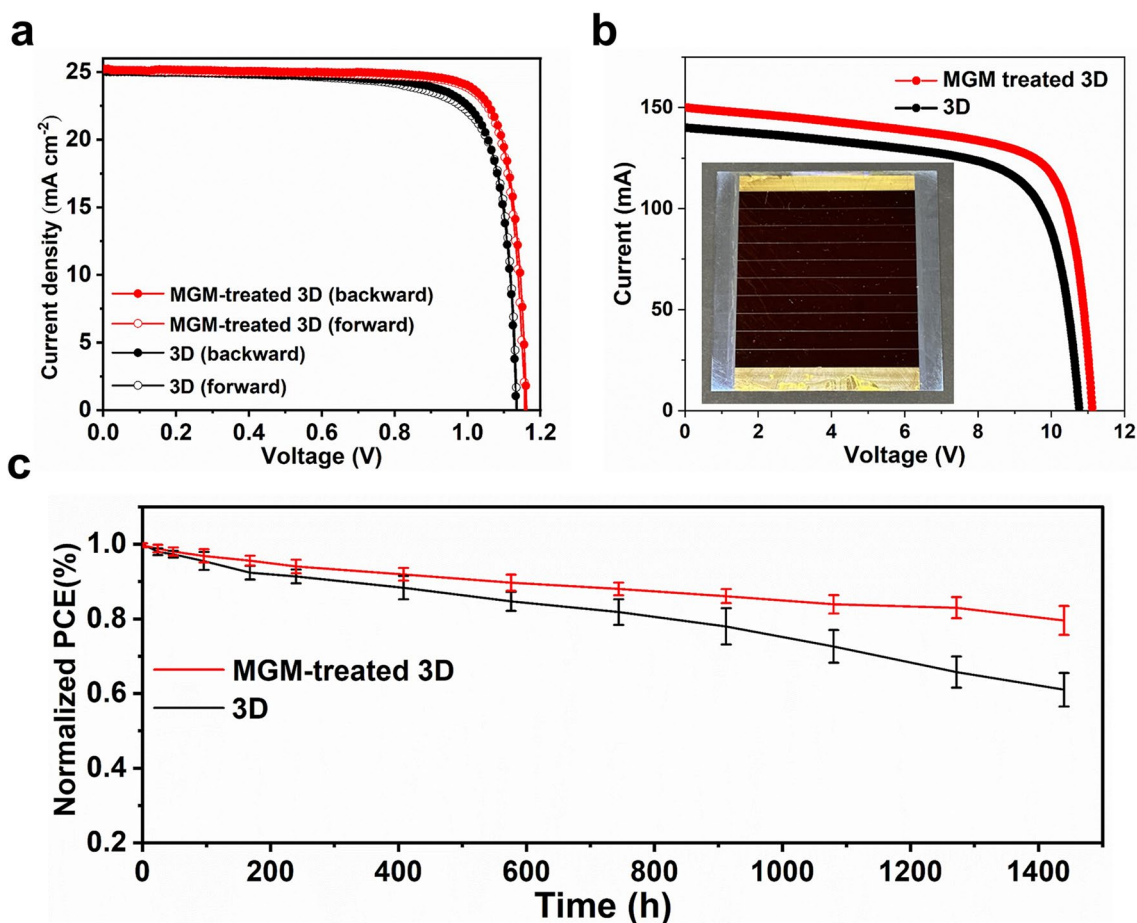 a
Current density (mA cm⁻²)
25
20
15
10
5
0
MGM-treated 3D (backward)
MGM-treated 3D (forward)
3D (backward)
3D (forward)
0.0 0.2 0.4 0.6 0.8 1.0 1.2
Voltage (V)
b
Current (mA)
150
100
50
0
MGM treated 3D
3D
0 2 4 6 8 10 12
Voltage (V)
c
Normalized PCE(%)
1.0
0.8
0.6
0.4
0.2
MGM-treated 3D
3D
0 200 400 600 800 1000 1200 1400
Time (h)